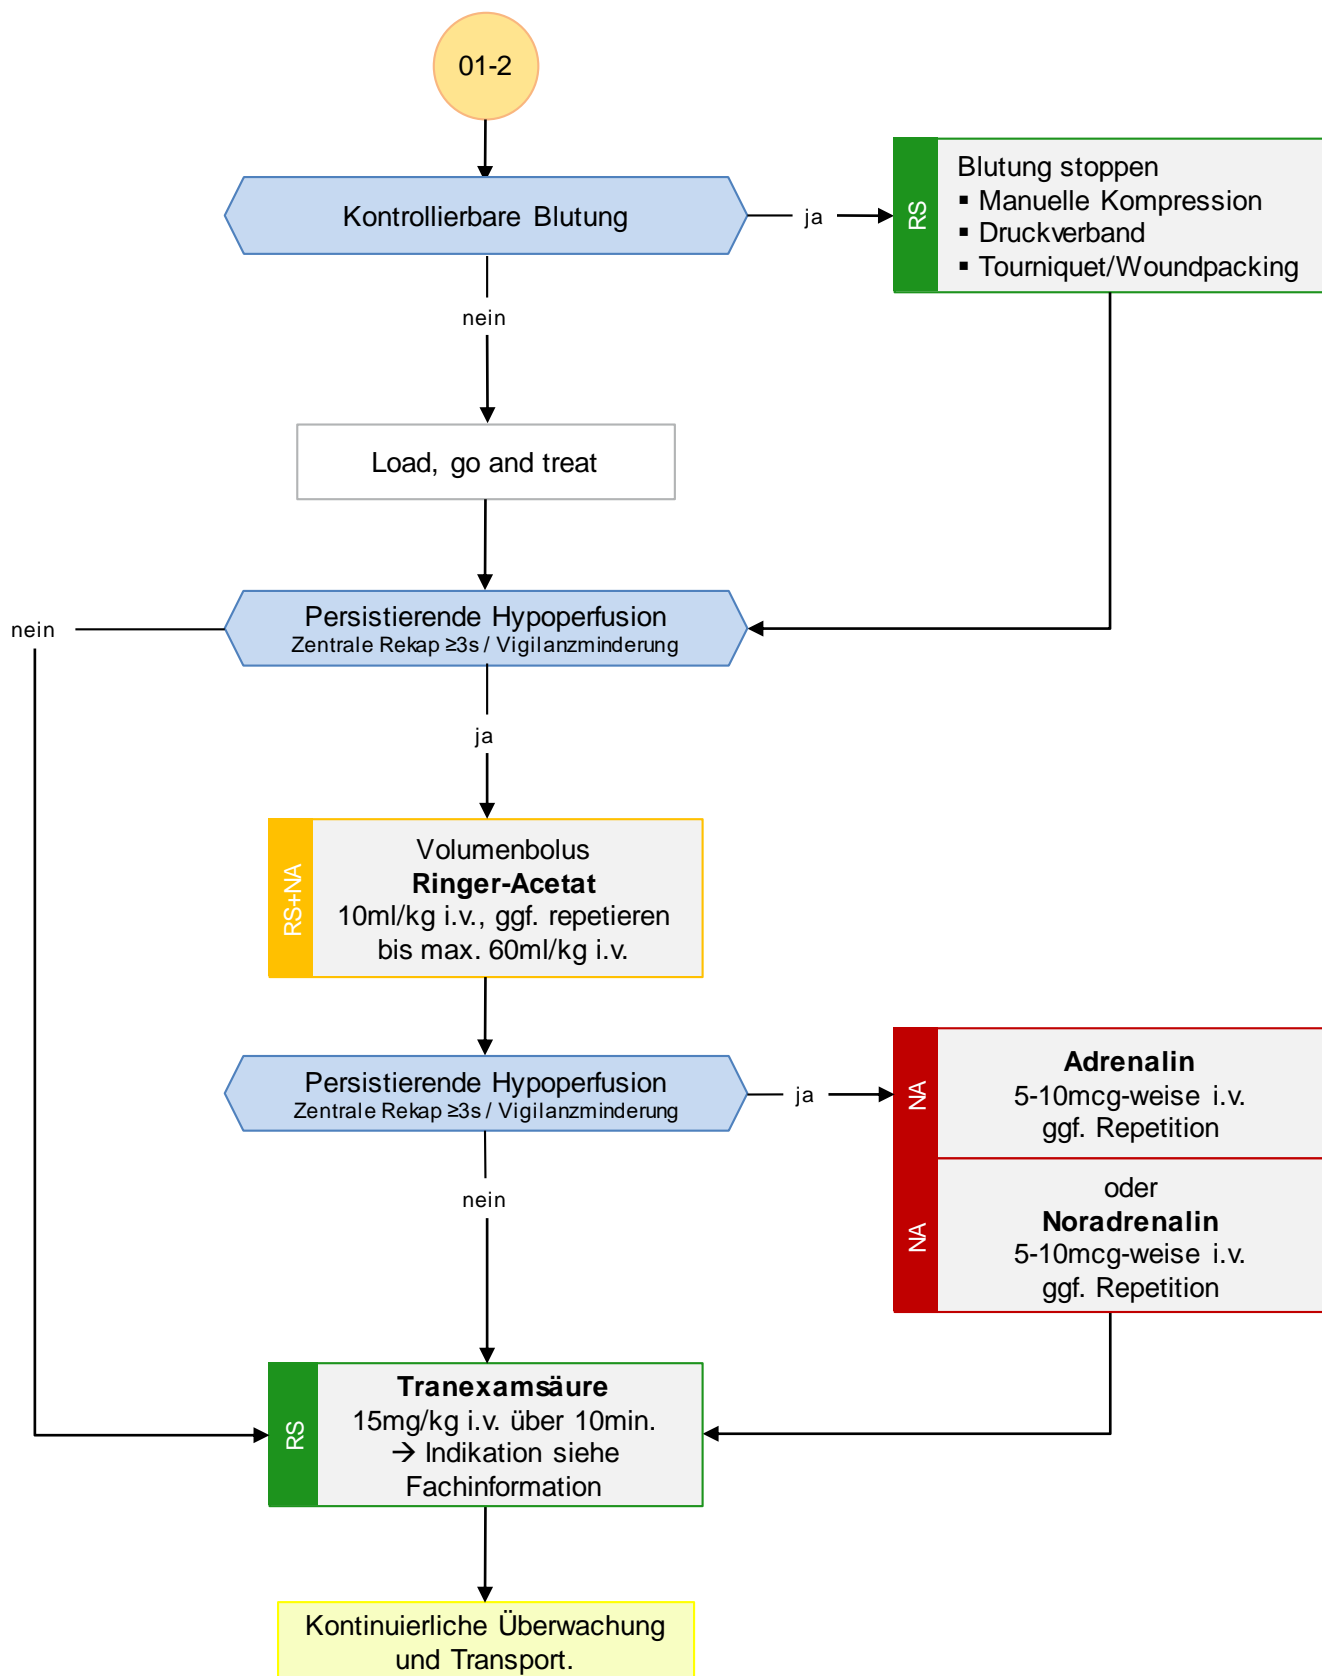 01-2
Kontrollierbare Blutung
ja
RS
Blutung stoppen
▪ Manuelle Kompression
▪ Druckverband
▪ Tourniquet/Woundpacking
nein
Load, go and treat
nein
Persistierende Hypoperfusion
Zentrale Rekap ≥3s / Vigilanzminderung
ja
RS+NA
Volumenbolus
Ringer-Acetat
10ml/kg i.v., ggf. repetieren
bis max. 60ml/kg i.v.
Persistierende Hypoperfusion
Zentrale Rekap ≥3s / Vigilanzminderung
ja
NA
Adrenalin
5-10mcg-weise i.v.
ggf. Repetition
nein
NA
oder
Noradrenalin
5-10mcg-weise i.v.
ggf. Repetition
RS
Tranexamsäure
15mg/kg i.v. über 10min.
→ Indikation siehe
Fachinformation
Kontinuierliche Überwachung
und Transport.